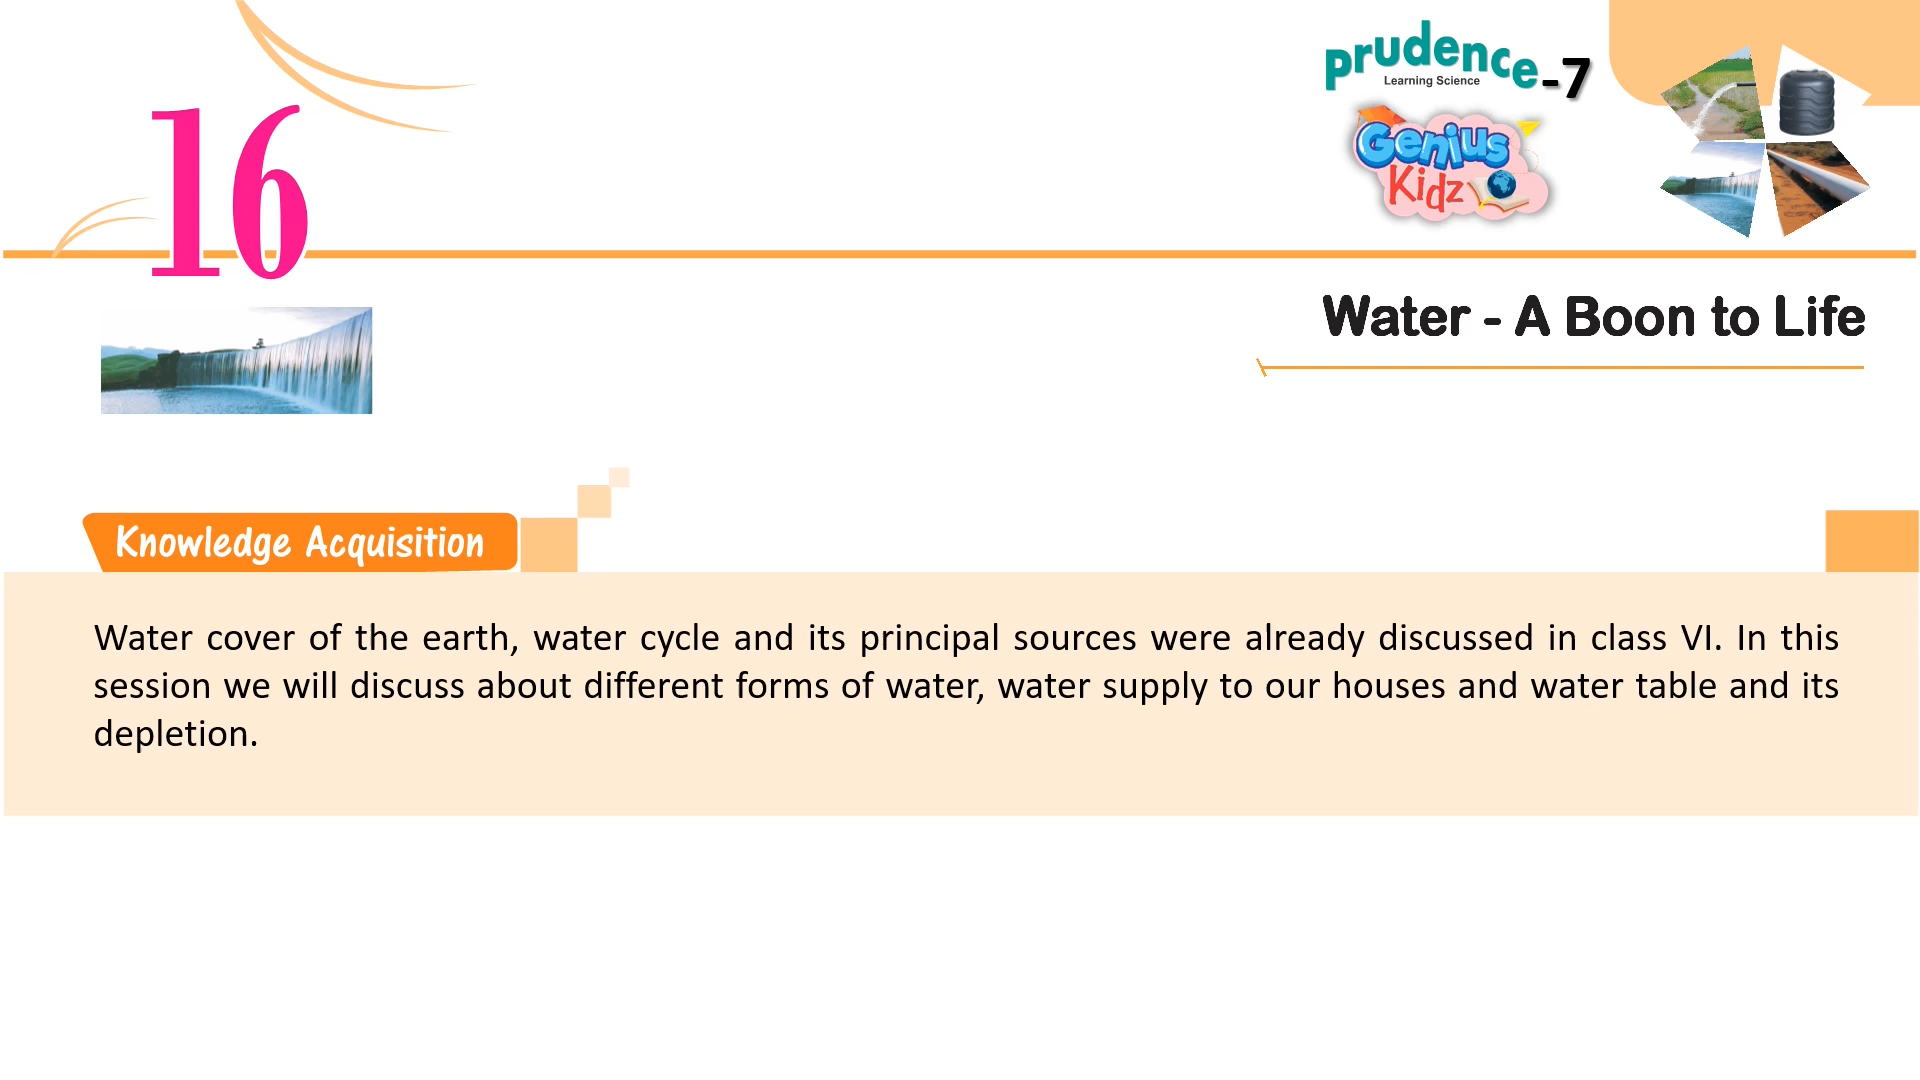 16
prudence-7
Learning Science
Genius
Kidz
Water - A Boon to Life
Knowledge Acquisition
Water cover of the earth, water cycle and its principal sources were already discussed in class VI. In this
session we will discuss about different forms of water, water supply to our houses and water table and its
depletion.